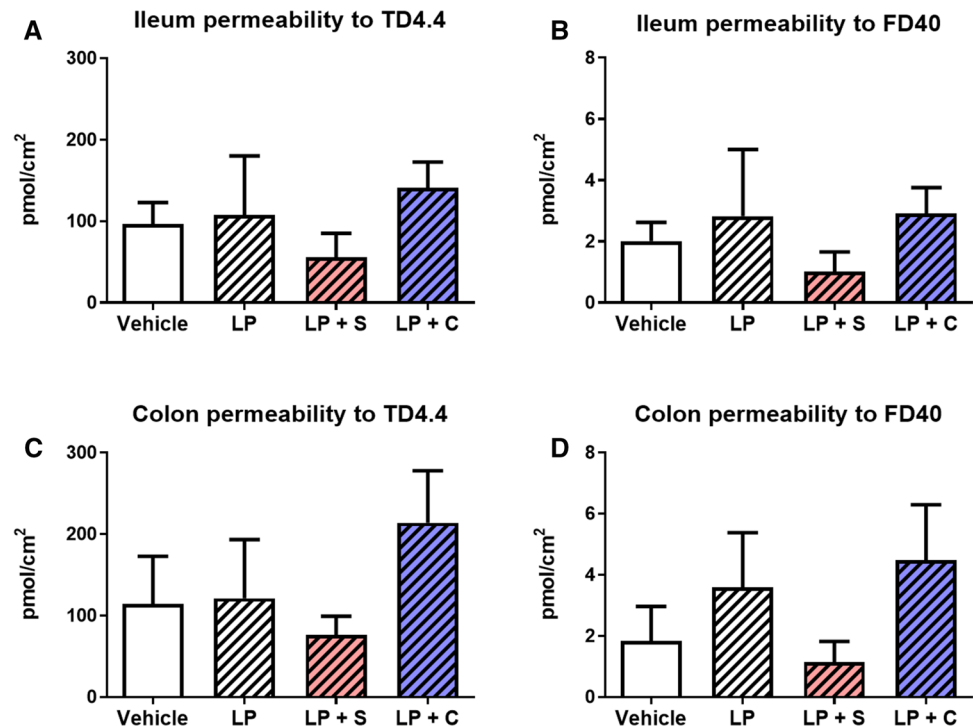 A
Ileum permeability to TD4.4
300
200
100
0
pmol/cm²
Vehicle LP LP + S LP + C
B
Ileum permeability to FD40
8
6
4
2
0
pmol/cm²
Vehicle LP LP + S LP + C
C
Colon permeability to TD4.4
300
200
100
0
pmol/cm²
Vehicle LP LP + S LP + C
D
Colon permeability to FD40
8
6
4
2
0
pmol/cm²
Vehicle LP LP + S LP + C